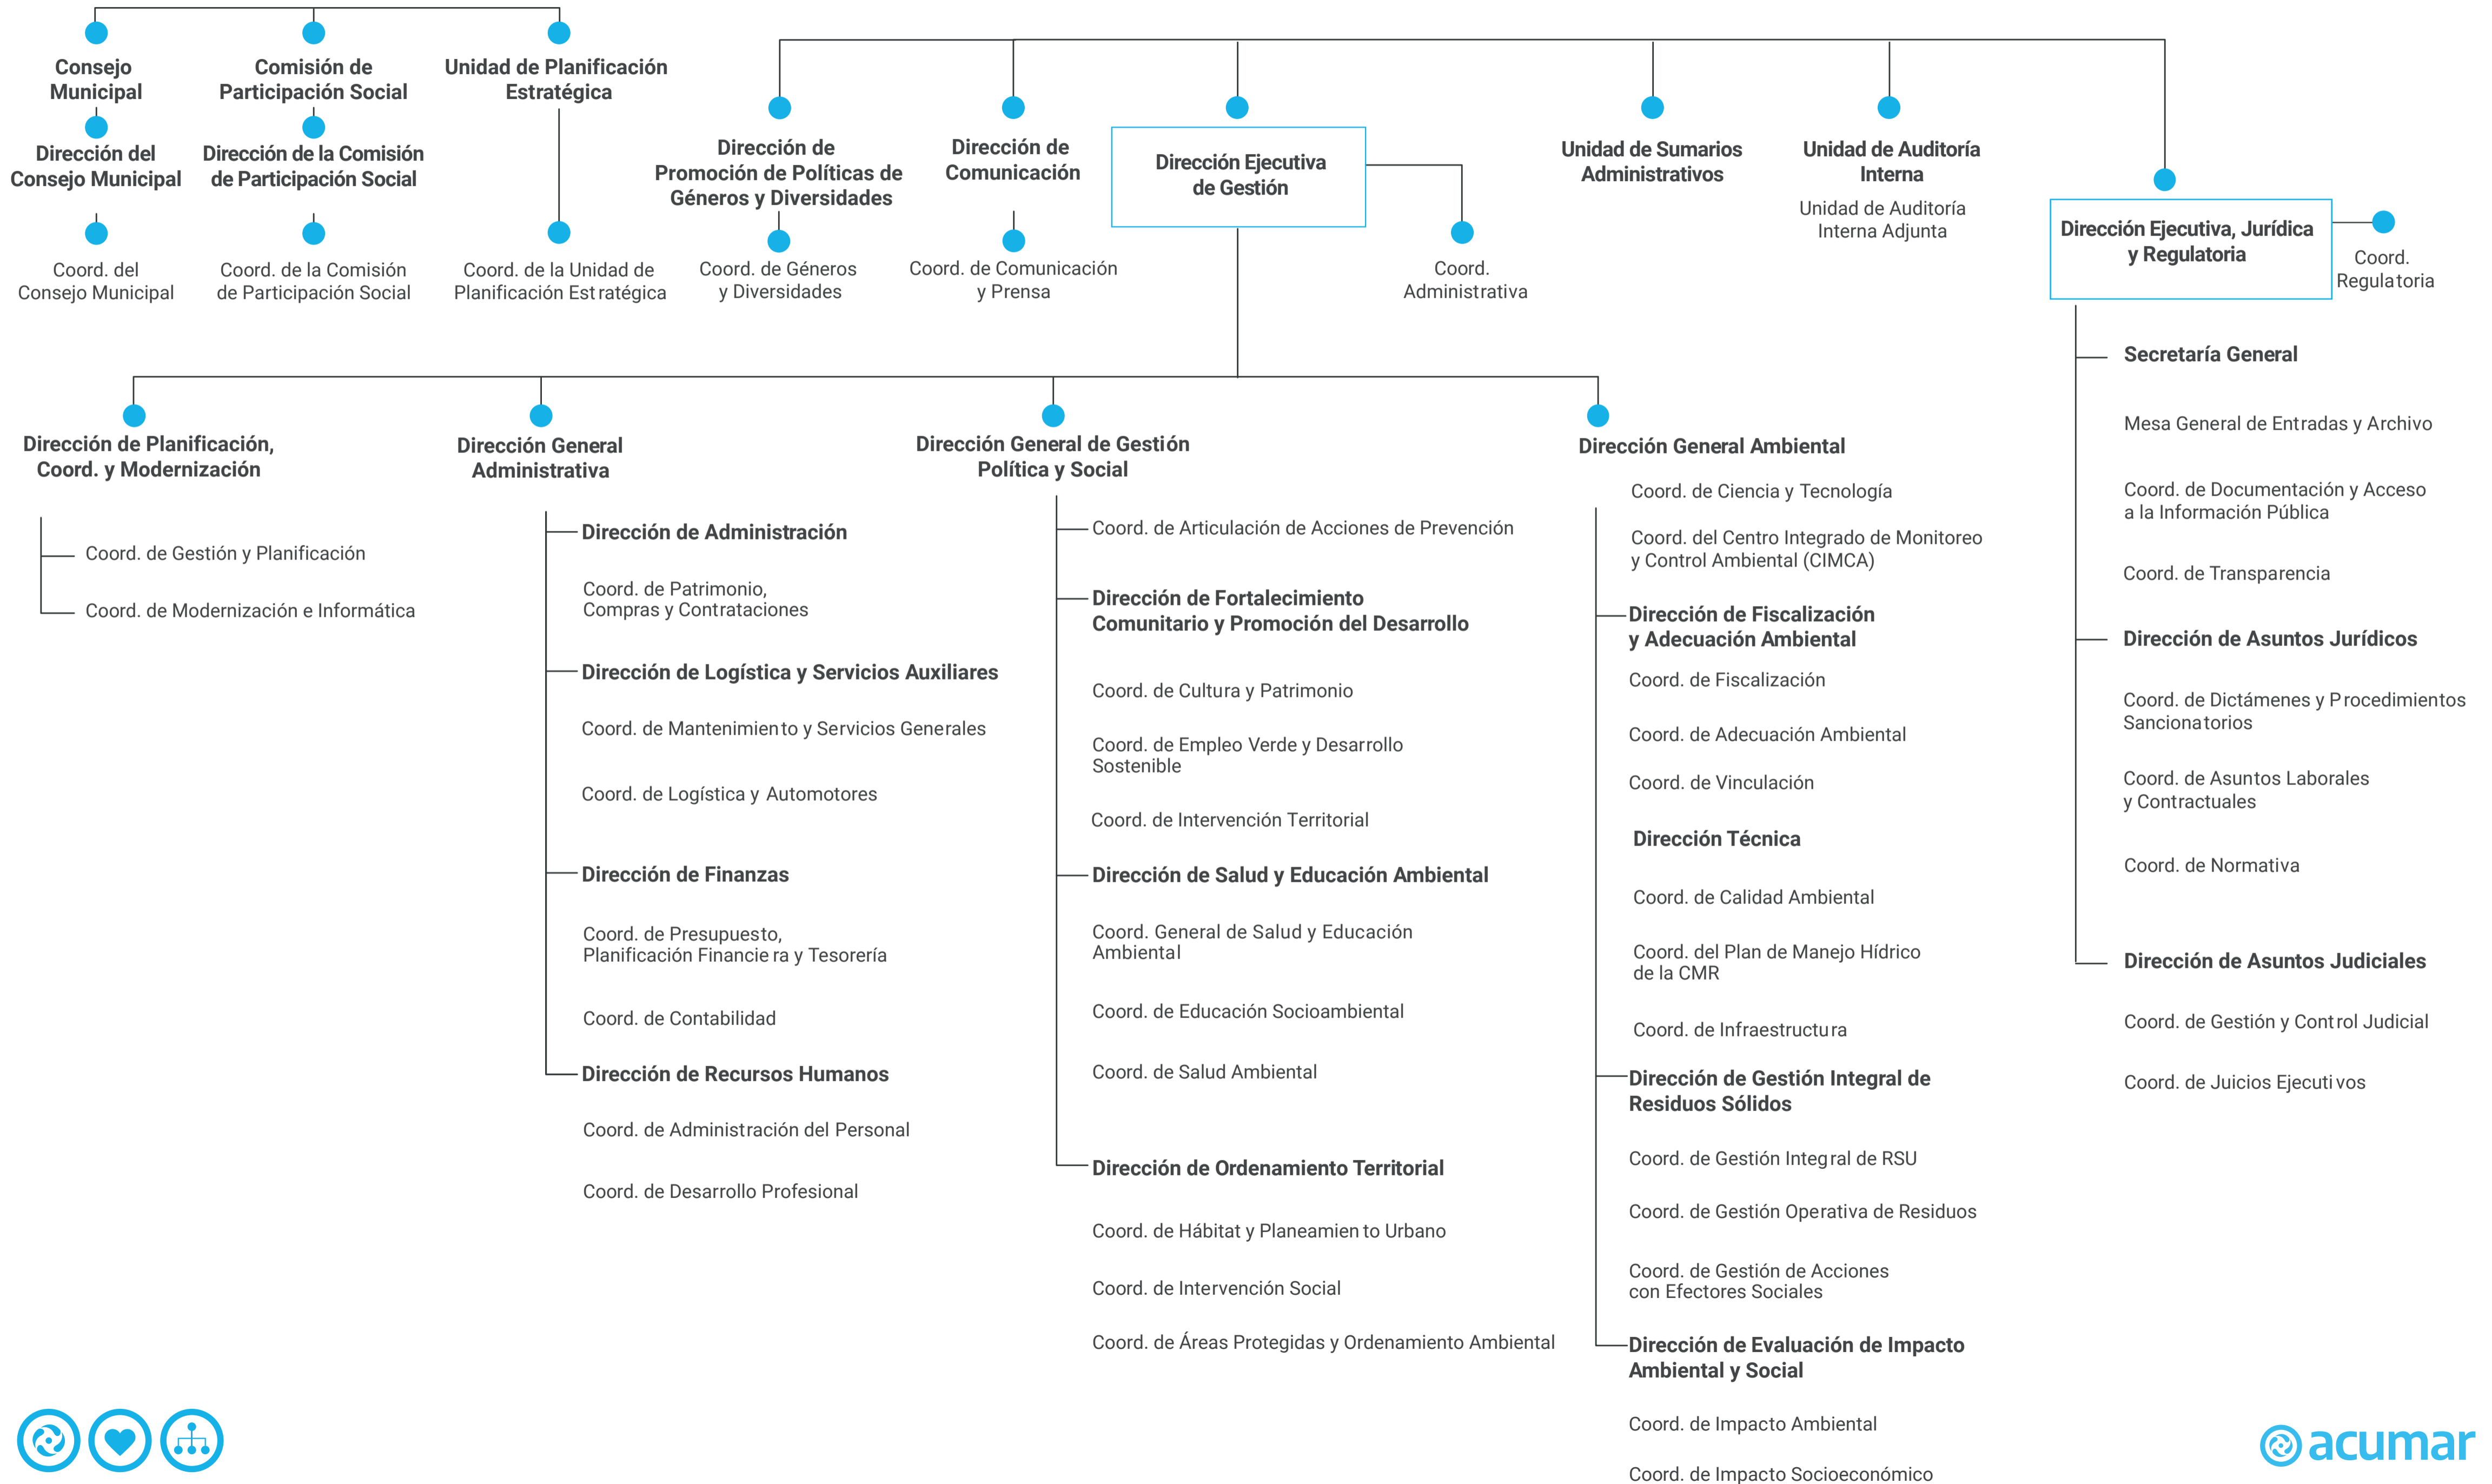 Consejo
Municipal
Dirección del
Consejo Municipal
Coord. del
Consejo Municipal
Comisión de
Participación Social
Dirección de la Comisión
de Participación Social
Coord. de la Comisión
de Participación Social
Unidad de Planificación
Estratégica
Coord. de la Unidad de
Planificación Estratégica
Dirección de
Promoción de Políticas de
Géneros y Diversidades
Coord. de Géneros
y Diversidades
Dirección de
Comunicación
Coord. de Comunicación
y Prensa
Dirección Ejecutiva
de Gestión
Coord.
Administrativa
Unidad de Sumarios
Administrativos
Unidad de Auditoría
Interna
Unidad de Auditoría
Interna Adjunta
Dirección Ejecutiva, Jurídica
y Regulatoria
Coord.
Regulatoria
Dirección de Planificación,
Coord. y Modernización
Coord. de Gestión y Planificación
Coord. de Modernización e Informática
Dirección General
Administrativa
Dirección de Administración
Coord. de Patrimonio,
Compras y Contrataciones
Dirección de Logística y Servicios Auxiliares
Coord. de Mantenimiento y Servicios Generales
Coord. de Logística y Automotores
Dirección de Finanzas
Coord. de Presupuesto,
Planificación Financiera y Tesorería
Coord. de Contabilidad
Dirección de Recursos Humanos
Coord. de Administración del Personal
Coord. de Desarrollo Profesional
Dirección General de Gestión
Política y Social
Coord. de Articulación de Acciones de Prevención
Dirección de Fortalecimiento
Comunitario y Promoción del Desarrollo
Coord. de Cultura y Patrimonio
Coord. de Empleo Verde y Desarrollo
Sostenible
Coord. de Intervención Territorial
Dirección de Salud y Educación Ambiental
Coord. General de Salud y Educación
Ambiental
Coord. de Educación Socioambiental
Coord. de Salud Ambiental
Dirección de Ordenamiento Territorial
Coord. de Hábitat y Planeamiento Urbano
Coord. de Intervención Social
Coord. de Áreas Protegidas y Ordenamiento Ambiental
Dirección General Ambiental
Coord. de Ciencia y Tecnología
Coord. del Centro Integrado de Monitoreo
y Control Ambiental (CIMCA)
Dirección de Fiscalización
y Adecuación Ambiental
Coord. de Fiscalización
Coord. de Adecuación Ambiental
Coord. de Vinculación
Dirección Técnica
Coord. de Calidad Ambiental
Coord. del Plan de Manejo Hídrico
de la CMR
Coord. de Infraestructura
Dirección de Gestión Integral de
Residuos Sólidos
Coord. de Gestión Integral de RSU
Coord. de Gestión Operativa de Residuos
Coord. de Gestión de Acciones
con Efectores Sociales
Dirección de Evaluación de Impacto
Ambiental y Social
Coord. de Impacto Ambiental
Coord. de Impacto Socioeconómico
Secretaría General
Mesa General de Entradas y Archivo
Coord. de Documentación y Acceso
a la Información Pública
Coord. de Transparencia
Dirección de Asuntos Jurídicos
Coord. de Dictámenes y Procedimientos
Sancionatorios
Coord. de Asuntos Laborales
y Contractuales
Coord. de Normativa
Dirección de Asuntos Judiciales
Coord. de Gestión y Control Judicial
Coord. de Juicios Ejecutivos
acumar